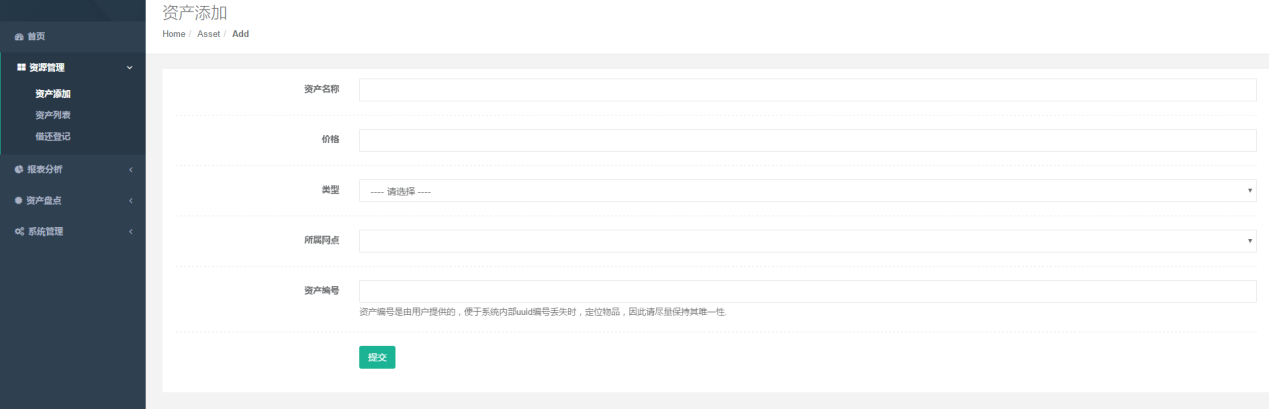 资产添加
Home / Asset / Add
首页
资源管理
资产添加
资产列表
借还登记
报表分析
资产盘点
系统管理
资产名称
价格
类型
---- 请选择 ----
所属网点
资产编号
资产编号是由用户提供的，便于系统内部uuid编号丢失时，定位物品，因此请尽量保持其唯一性.
提交